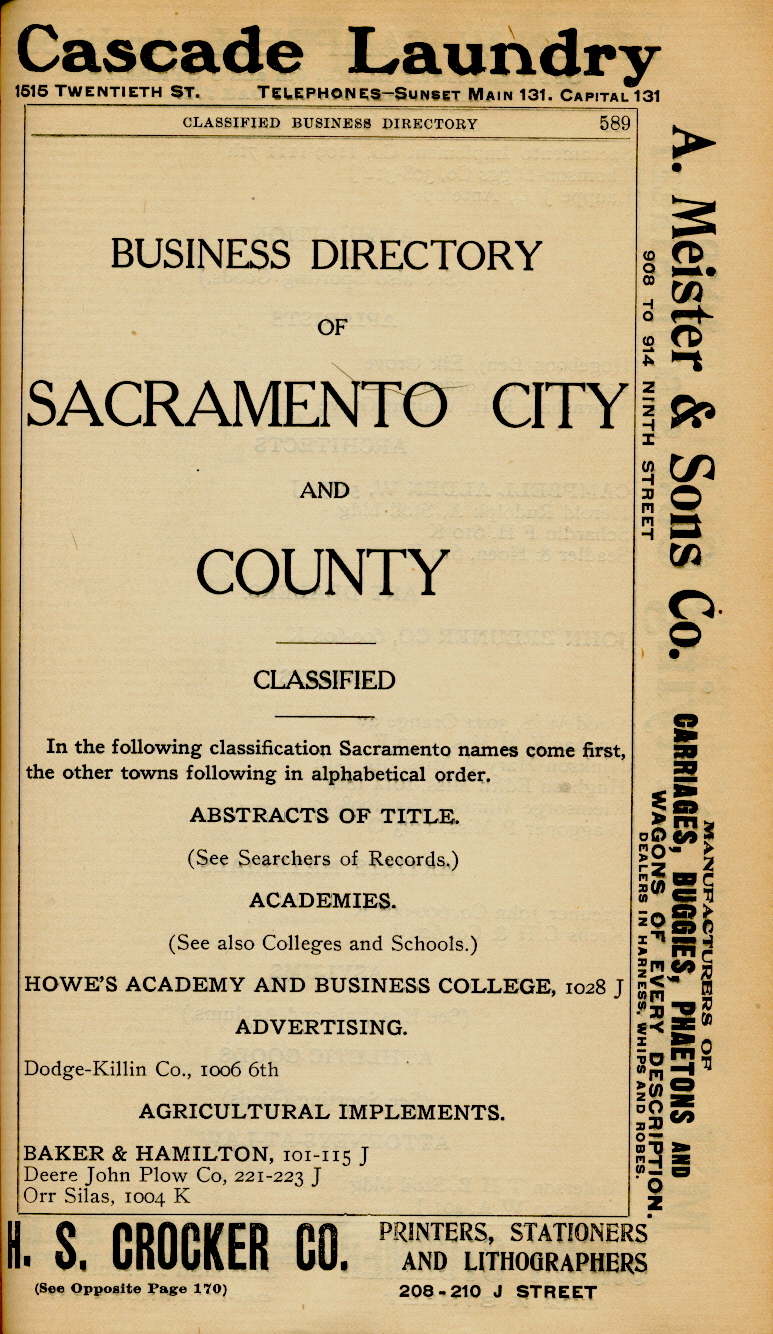 Cascade Laundry
1515 TWENTIETH ST. TELEPHONES—SUNSET MAIN 131. CAPITAL 131
CLASSIFIED BUSINESS DIRECTORY 589
BUSINESS DIRECTORY
OF
SACRAMENTO CITY
AND
COUNTY
CLASSIFIED
In the following classification Sacramento names come first,
the other towns following in alphabetical order.
ABSTRACTS OF TITLE.
(See Searchers of Records.)
ACADEMIES.
(See also Colleges and Schools.)
HOWE'S ACADEMY AND BUSINESS COLLEGE, 1028 J
ADVERTISING.
Dodge-Killin Co., 1006 6th
AGRICULTURAL IMPLEMENTS.
BAKER & HAMILTON, 101-115 J
Deere John Plow Co, 221-223 J
Orr Silas, 1004 K
A. Meister & Sons Co.
908 TO 914 NINTH STREET
MANUFACTURERS OF
CARRIAGES, BUGGIES, PHAETONS AND
WAGONS OF EVERY DESCRIPTION.
DEALERS IN HARNESS, WHIPS AND ROBES.
H. S. CROCKER CO.
(See Opposite Page 170)
PRINTERS, STATIONERS
AND LITHOGRAPHERS
208-210 J STREET